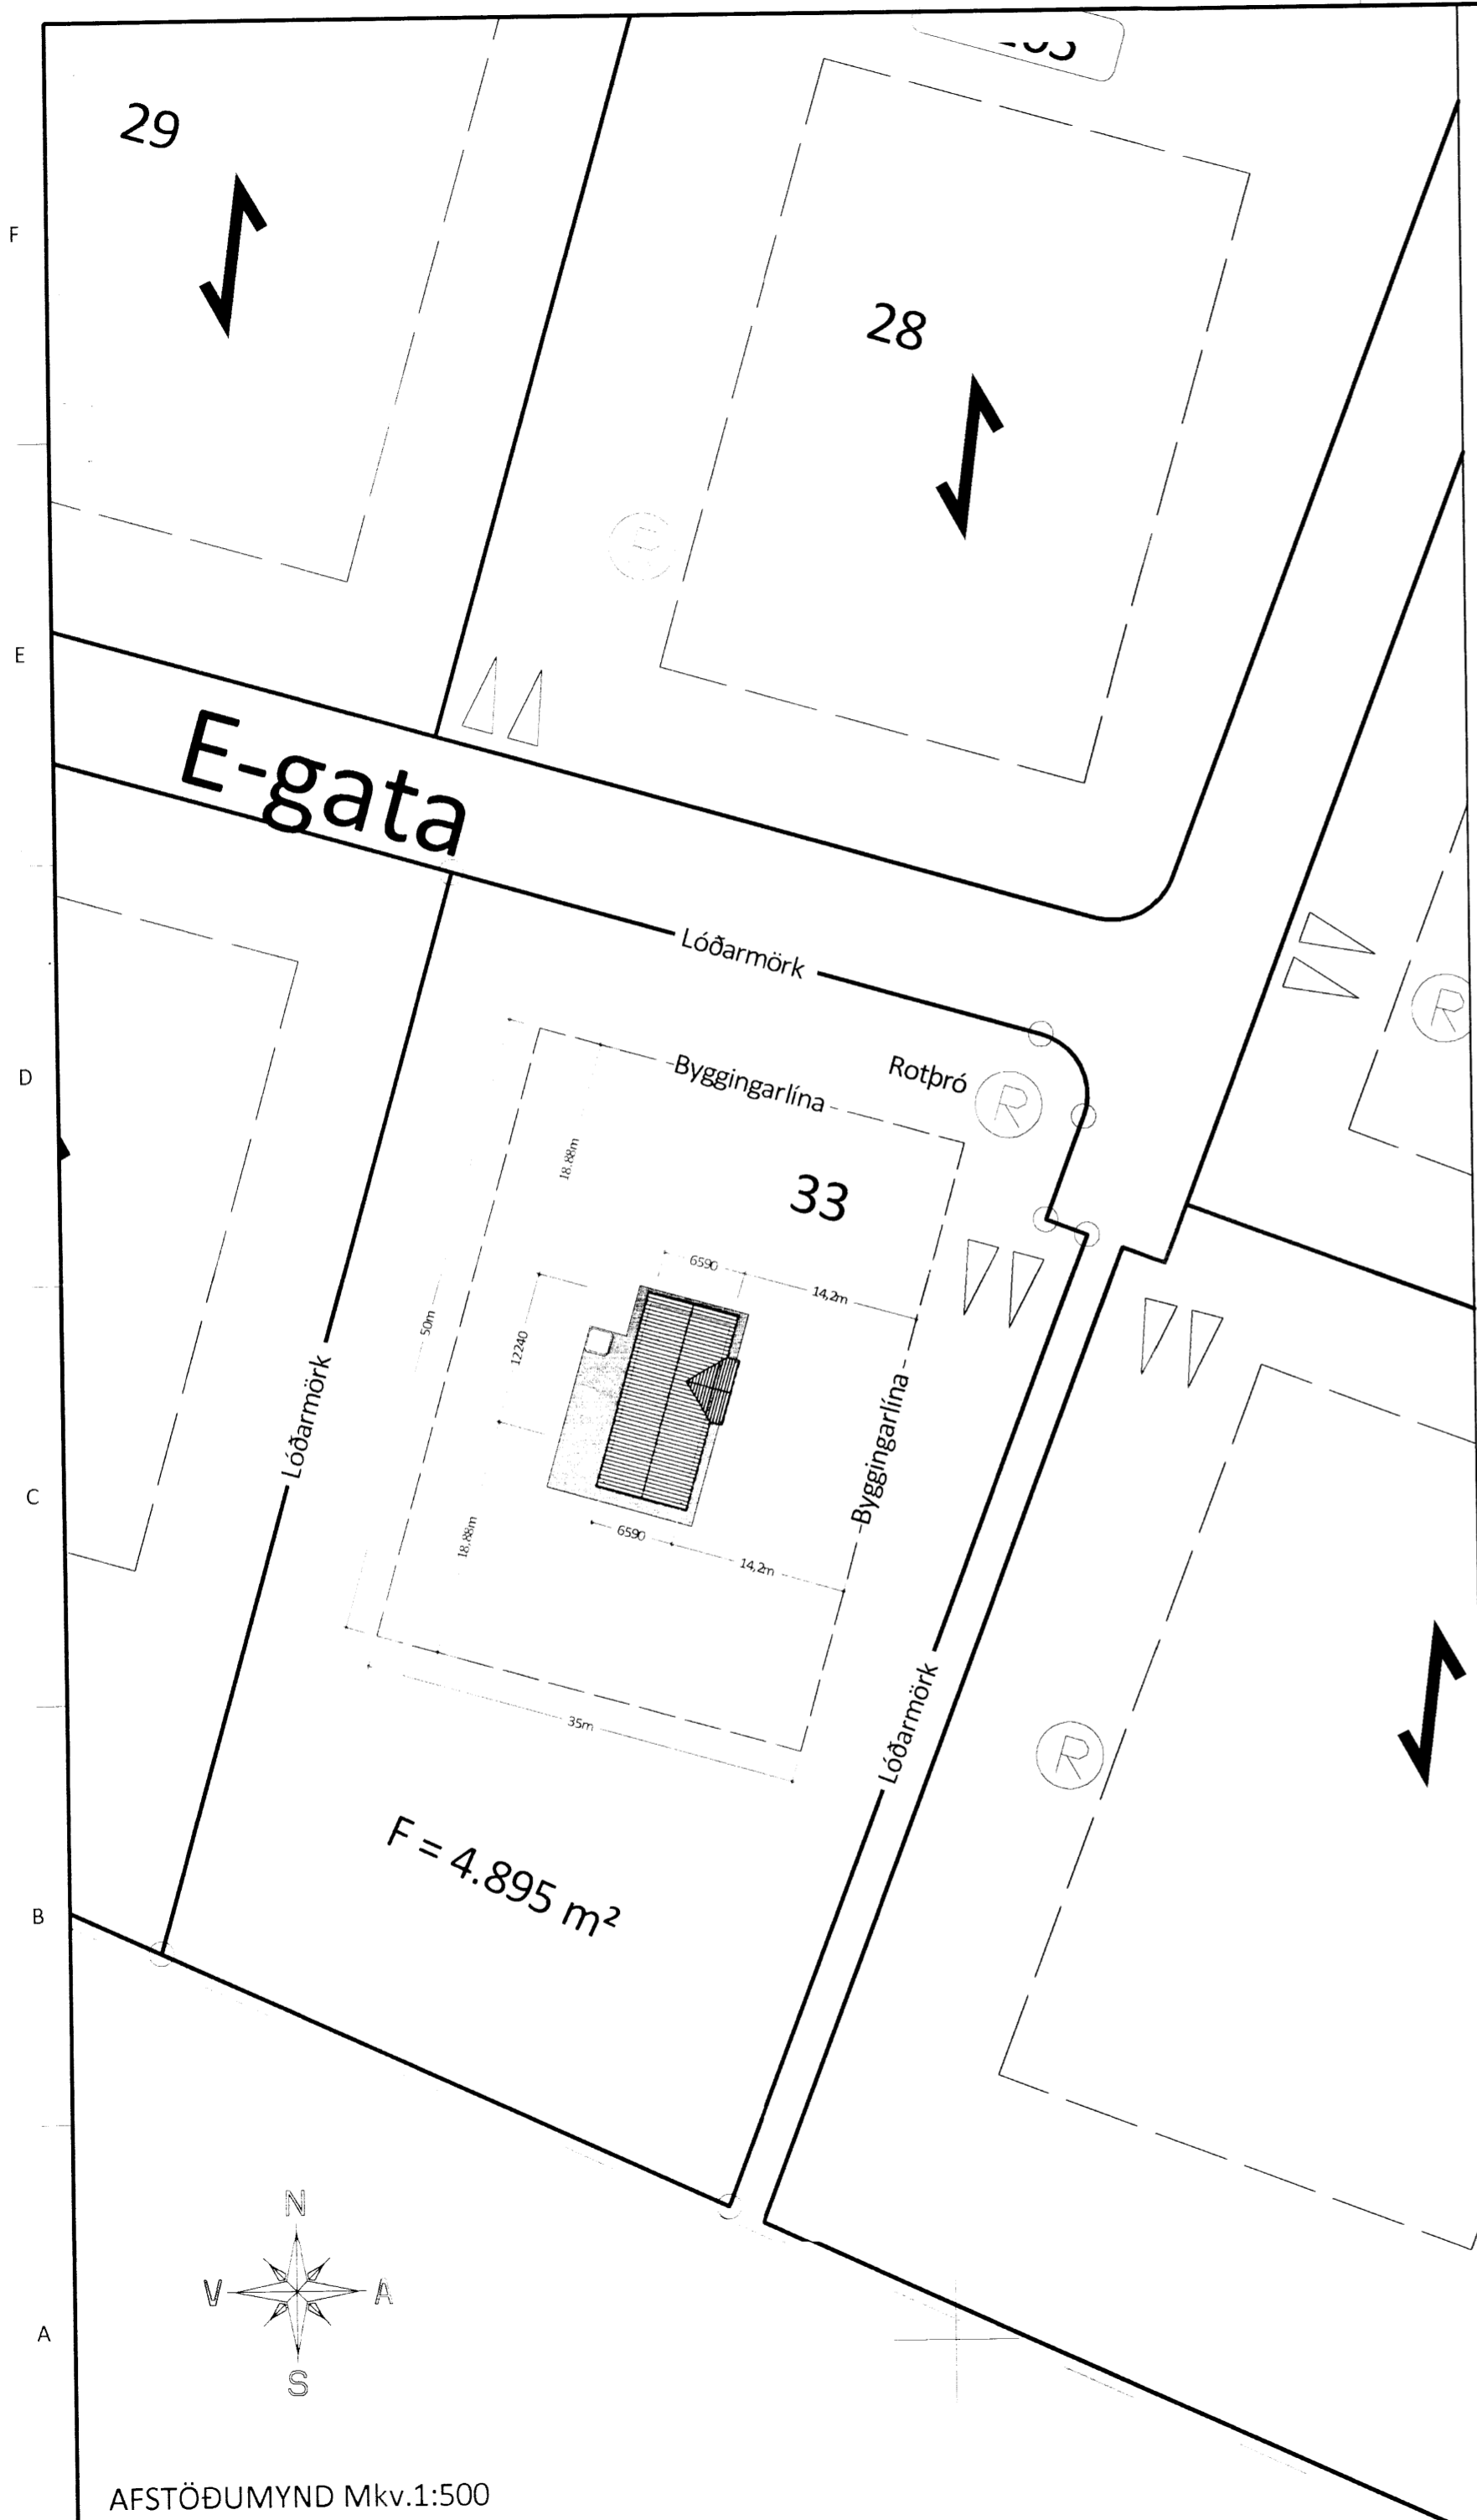 29
F
28
R
E
E-gata
Lóðarmörk
Byggingarlína
Rotþró
R
R
D
18.88m
33
6590
14,2m
50m
12240
Lóðarmörk
Byggingarlína
C
18,88m
6590
14,2m
35m
Lóðarmörk
R
F = 4.895 m²
B
N
V
A
S
A
AFSTÖÐUMYND Mkv.1:500